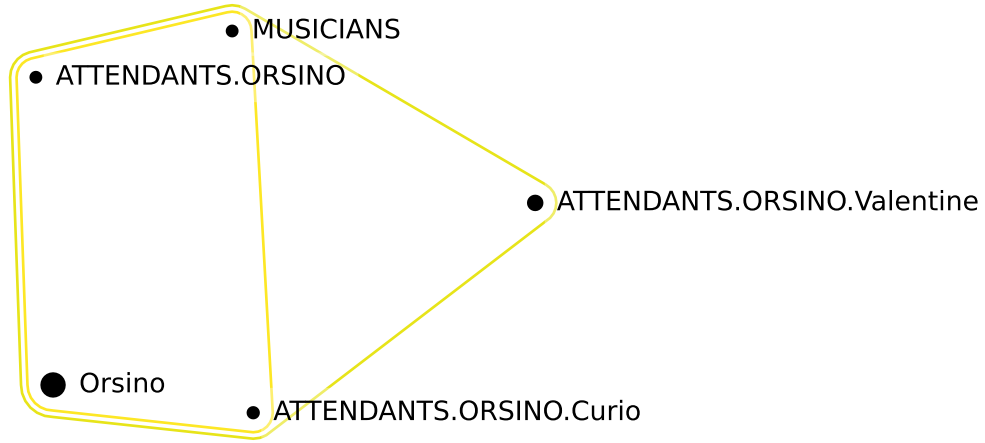 MUSICIANS
ATTENDANTS.ORSINO
ATTENDANTS.ORSINO.Valentine
Orsino
ATTENDANTS.ORSINO.Curio